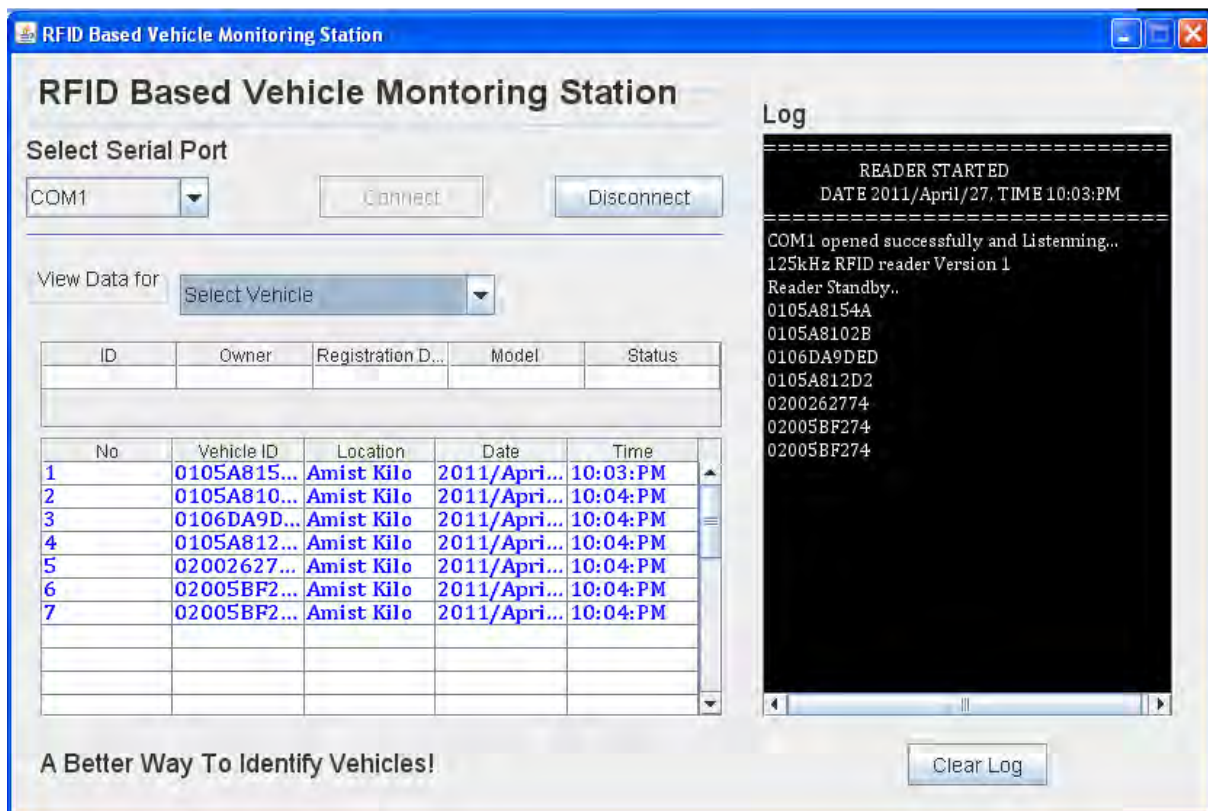 RFID Based Vehicle Monitoring Station
RFID Based Vehicle Montoring Station
Select Serial Port
COM1
Connect
Disconnect
View Data for
Select Vehicle
ID Owner Registration D... Model Status
No Vehicle ID Location Date Time
1 0105A815... Amist Kilo 2011/Apri... 10:03:PM
2 0105A810... Amist Kilo 2011/Apri... 10:04:PM
3 0106DA9D... Amist Kilo 2011/Apri... 10:04:PM
4 0105A812... Amist Kilo 2011/Apri... 10:04:PM
5 02002627... Amist Kilo 2011/Apri... 10:04:PM
6 02005BF2... Amist Kilo 2011/Apri... 10:04:PM
7 02005BF2... Amist Kilo 2011/Apri... 10:04:PM
A Better Way To Identify Vehicles!
Log
============================
READER STARTED
DATE 2011/April/27, TIME 10:03:PM
============================
COM1 opened successfully and Listenning...
125kHz RFID reader Version 1
Reader Standby..
0105A8154A
0105A8102B
0106DA9DED
0105A812D2
0200262774
02005BF274
02005BF274
Clear Log